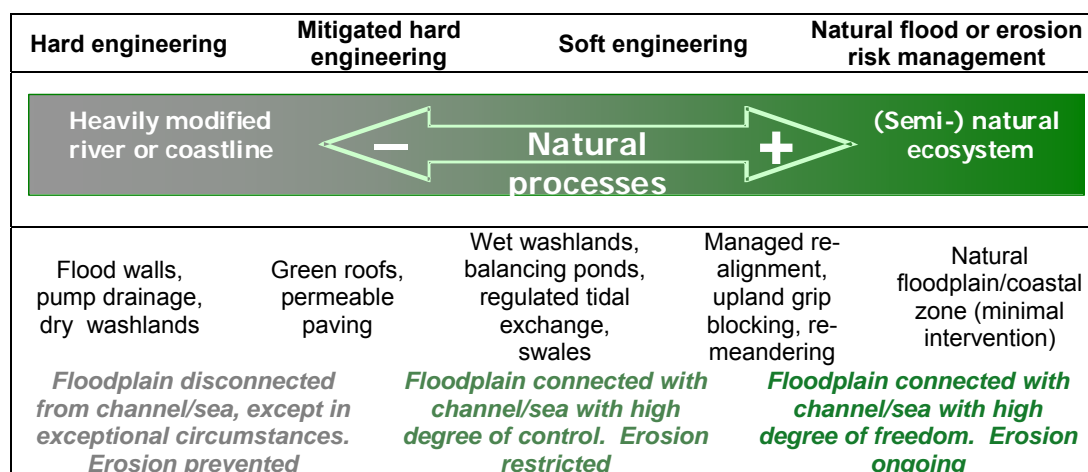 Hard engineering
Mitigated hard
engineering
Soft engineering
Natural flood or erosion
risk management
Heavily modified
river or coastline
–
Natural
processes
+
(Semi-) natural
ecosystem
Flood walls,
pump drainage,
dry washlands
Green roofs,
permeable
paving
Wet washlands,
balancing ponds,
regulated tidal
exchange,
swales
Managed re-
alignment,
upland grip
blocking, re-
meandering
Natural
floodplain/coastal
zone (minimal
intervention)
Floodplain disconnected
from channel/sea, except in
exceptional circumstances.
Erosion prevented
Floodplain connected with
channel/sea with high
degree of control. Erosion
restricted
Floodplain connected with
channel/sea with high
degree of freedom. Erosion
ongoing